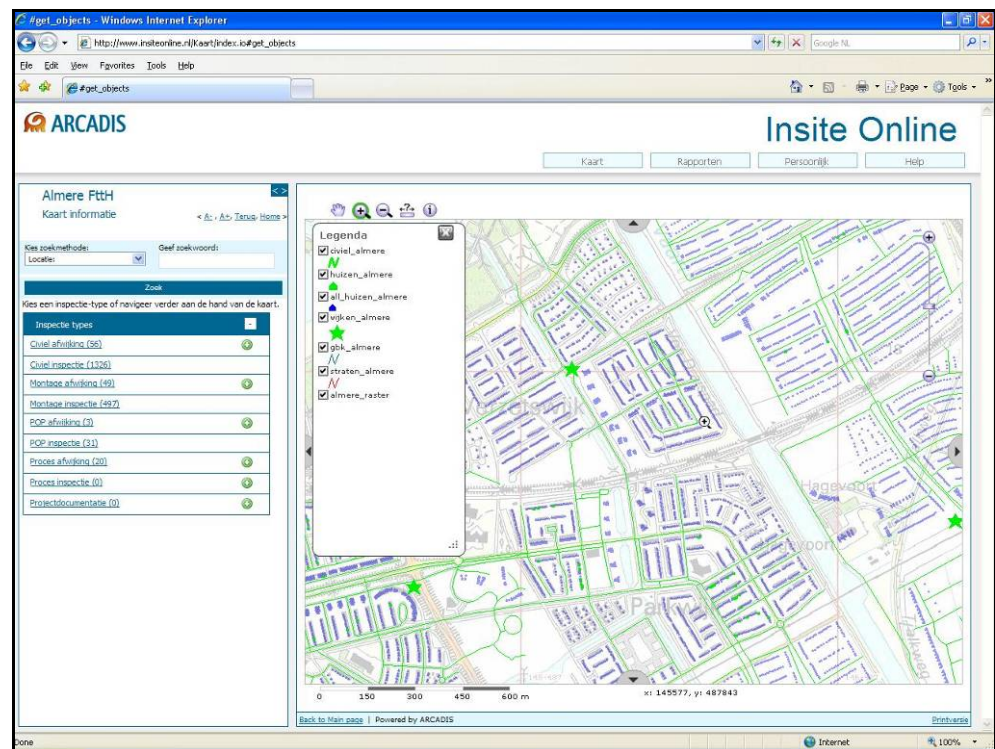 #get_objects - Windows Internet Explorer
http://www.insiteonline.nl/Kaart/index.io#get_objects
Google NL
File Edit View Favorites Tools Help
#get_objects
Page Tools
ARCADIS
Insite Online
Kaart Rapporten Persoonlijk Help
Almere FttH
< >
Kaart informatie
< A- , A+, Terug, Home >
Kies zoekmethode: Geef zoekwoord:
Locatie:
Zoek
Kies een inspectie-type of navigeer verder aan de hand van de kaart.
Inspectie types -
Civiel afwijking (56)
Civiel inspectie (1326)
Montage afwijking (49)
Montage inspectie (497)
POP afwijking (3)
POP inspectie (31)
Proces afwijking (20)
Proces inspectie (0)
Projectdocumentatie (0)
Legenda
civiel_almere
huizen_almere
all_huizen_almere
wijken_almere
gbk_almere
straten_almere
almere_raster
Hagevoort
Parkwijk
0 150 300 450 600 m
x: 145577, y: 487843
Back to Main page | Powered by ARCADIS
Printversie
Done
Internet
100%